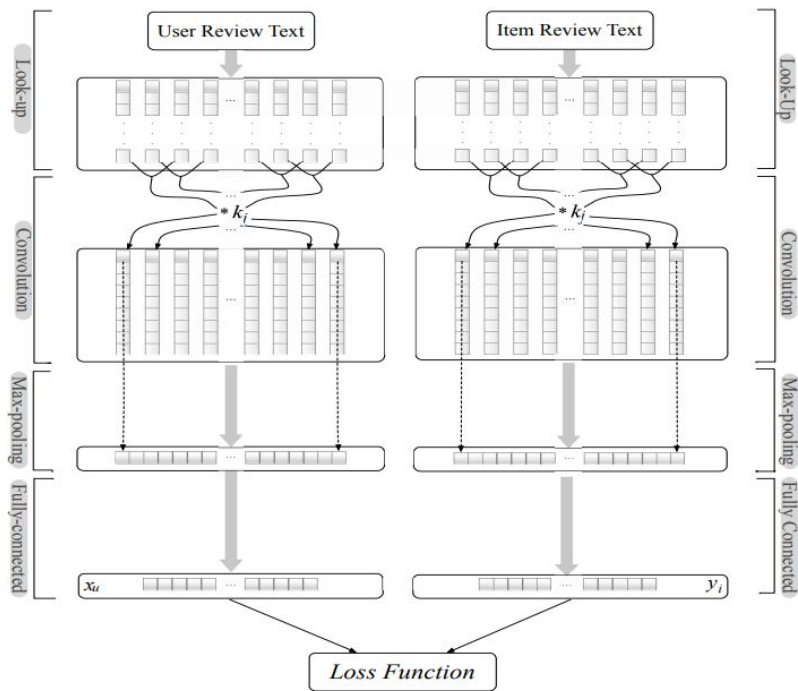 User Review Text
Item Review Text
Look-up
Look-Up
...
...
...
...
* k_j
* k_j
...
...
Convolution
Convolution
...
...
Max-pooling
Max-pooling
...
...
Fully-connected
Fully Connected
x_u
...
...
y_i
Loss Function